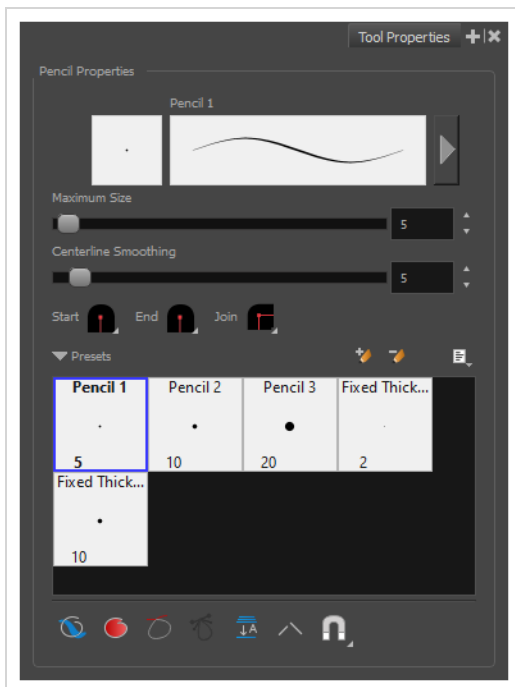 Tool Properties
Pencil Properties
Pencil 1
Maximum Size
5
Centerline Smoothing
5
Start End Join
Presets
Pencil 1 Pencil 2 Pencil 3 Fixed Thick...
5 10 20 2
Fixed Thick...
10
A